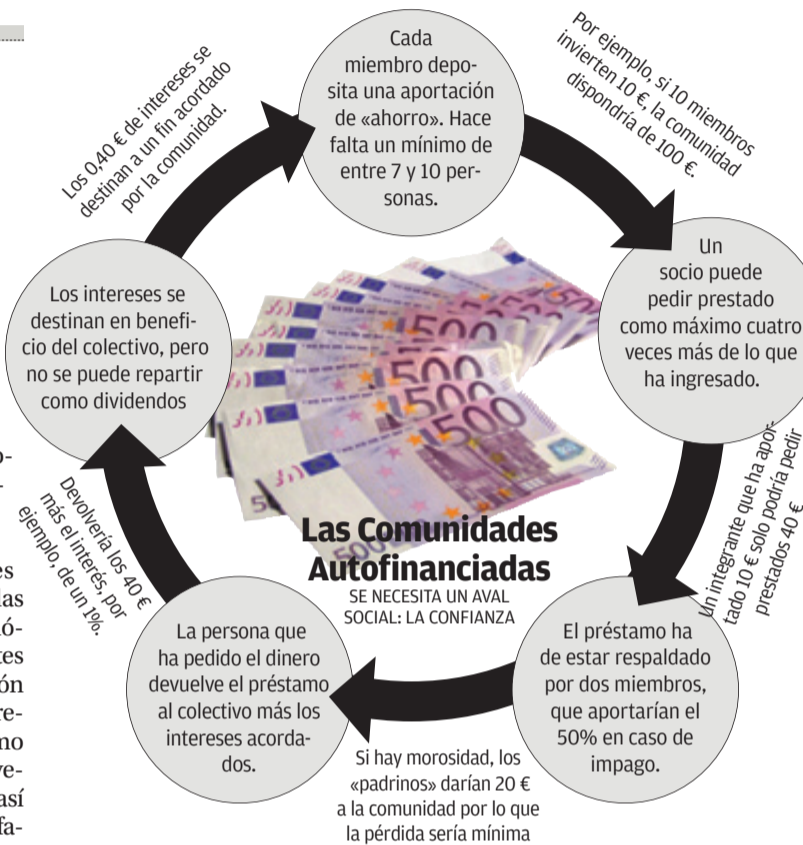 Cada
miembro depo-
sita una aportación
de «ahorro». Hace
falta un mínimo de
entre 7 y 10 per-
sonas.
Por ejemplo, si 10 miembros
invierten 10 €, la comunidad
dispondría de 100 €.
Un
socio puede
pedir prestado
como máximo cuatro
veces más de lo que
ha ingresado.
Un integrante que ha apor-
tado 10 € solo podría pedir
prestados 40 €
El préstamo ha
de estar respaldado
por dos miembros,
que aportarían el
50% en caso de
impago.
Si hay morosidad, los
«padrinos» darían 20 €
a la comunidad por lo que
la pérdida sería mínima
La persona que
ha pedido el dinero
devuelve el préstamo
al colectivo más los
intereses acorda-
dos.
Devolvería los 40 €
más el interés, por
ejemplo, de un 1%.
Los intereses se
destinan en benefi-
cio del colectivo, pero
no se puede repartir
como dividendos
Los 0,40 € de intereses se
destinan a un fin acordado
por la comunidad.
500
500
500
500
Las Comunidades
Autofinanciadas
SE NECESITA UN AVAL
SOCIAL: LA CONFIANZA